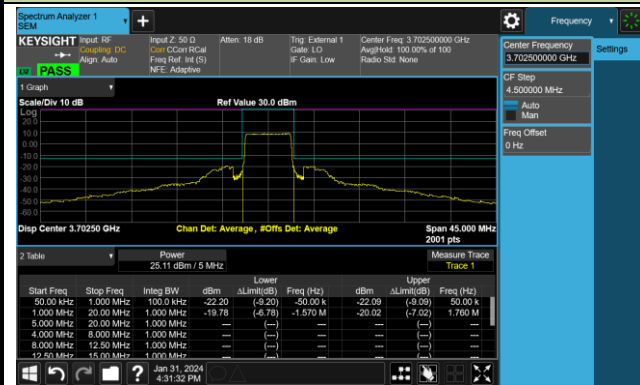 Spectrum Analyzer 1
SEM
Frequency
KEYSIGHT
PASS
Input: RF
Coupling: DC
Align: Auto
Input Z: 50 Ω
Corr CCorr RCal
Freq Ref: Int (S)
NFE: Adaptive
Atten: 18 dB
Trig: External 1
Gate: LO
IF Gain: Low
Center Freq: 3.702500000 GHz
Avg|Hold: 100.00% of 100
Radio Std: None
Center Frequency
3.702500000 GHz
Settings
CF Step
4.500000 MHz
Auto
Man
Freq Offset
0 Hz
1 Graph
Scale/Div 10 dB
Ref Value 30.0 dBm
Log
20.0
10.0
0.00
-10.0
-20.0
-30.0
-40.0
-50.0
-60.0
Disp Center 3.70250 GHz
Chan Det: Average , #Offs Det: Average
Span 45.000 MHz
2001 pts
2 Table
Power
25.11 dBm / 5 MHz
Measure Trace
Trace 1
Lower Upper
Start Freq Stop Freq Integ BW dBm ΔLimit(dB) Freq (Hz) dBm ΔLimit(dB) Freq (Hz)
50.00 kHz 1.000 MHz 100.0 kHz -22.20 (-9.20) -50.00 k -22.09 (-9.09) 50.00 k
1.000 MHz 20.00 MHz 1.000 MHz -19.78 (-6.78) -1.570 M -20.02 (-7.02) 1.760 M
5.000 MHz 20.00 MHz 1.000 MHz --- (---) --- --- (---) ---
4.000 MHz 8.000 MHz 1.000 MHz --- (---) --- --- (---) ---
8.000 MHz 12.50 MHz 1.000 MHz --- (---) --- --- (---) ---
12.50 MHz 15.00 MHz 1.000 MHz --- (---) --- --- (---) ---
Jan 31, 2024
4:31:32 PM